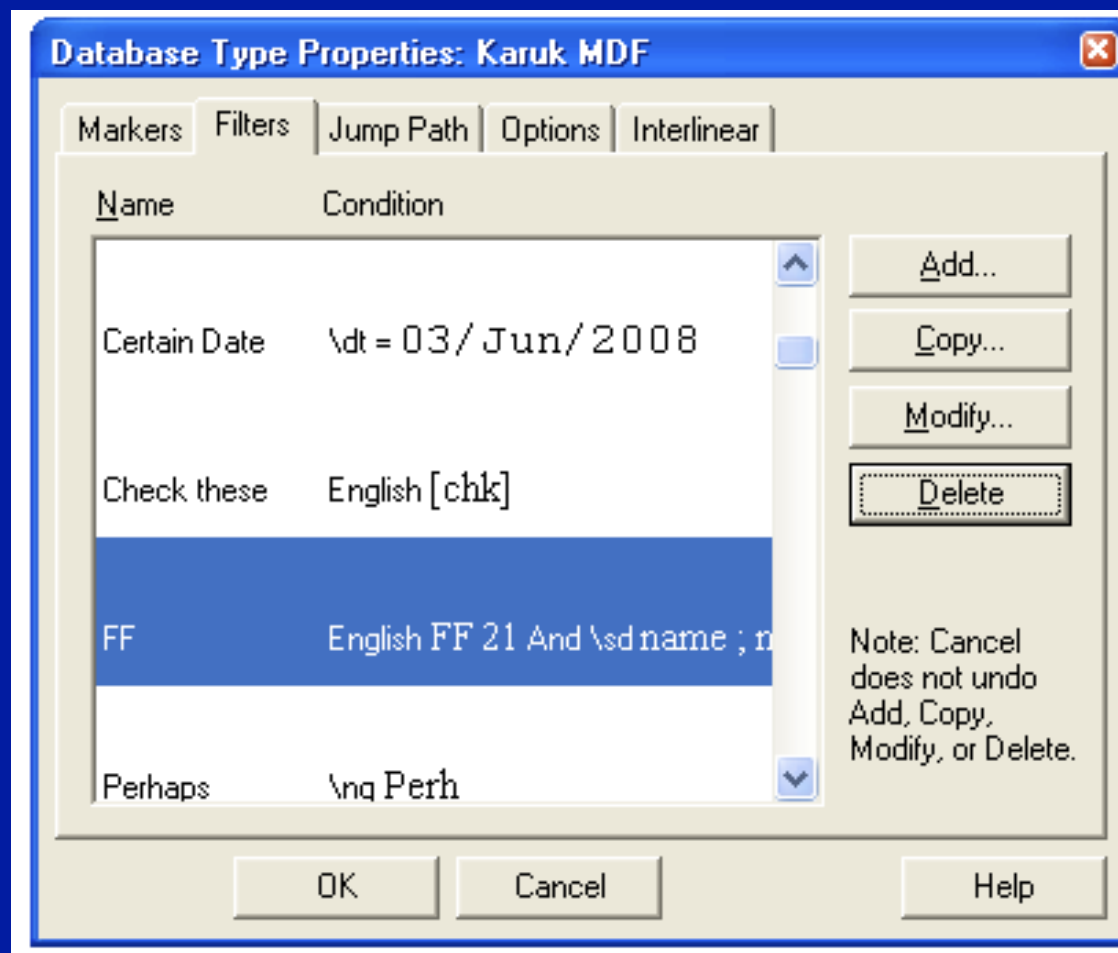 Database Type Properties: Karuk MDF
Markers Filters Jump Path Options Interlinear
Name Condition
Certain Date \dt = 03/Jun/2008
Check these English [chk]
FF English FF 21 And \sd name ; n
Perhaps \nq Perh
Add...
Copy...
Modify...
Delete
Note: Cancel
does not undo
Add, Copy,
Modify, or Delete.
OK Cancel Help